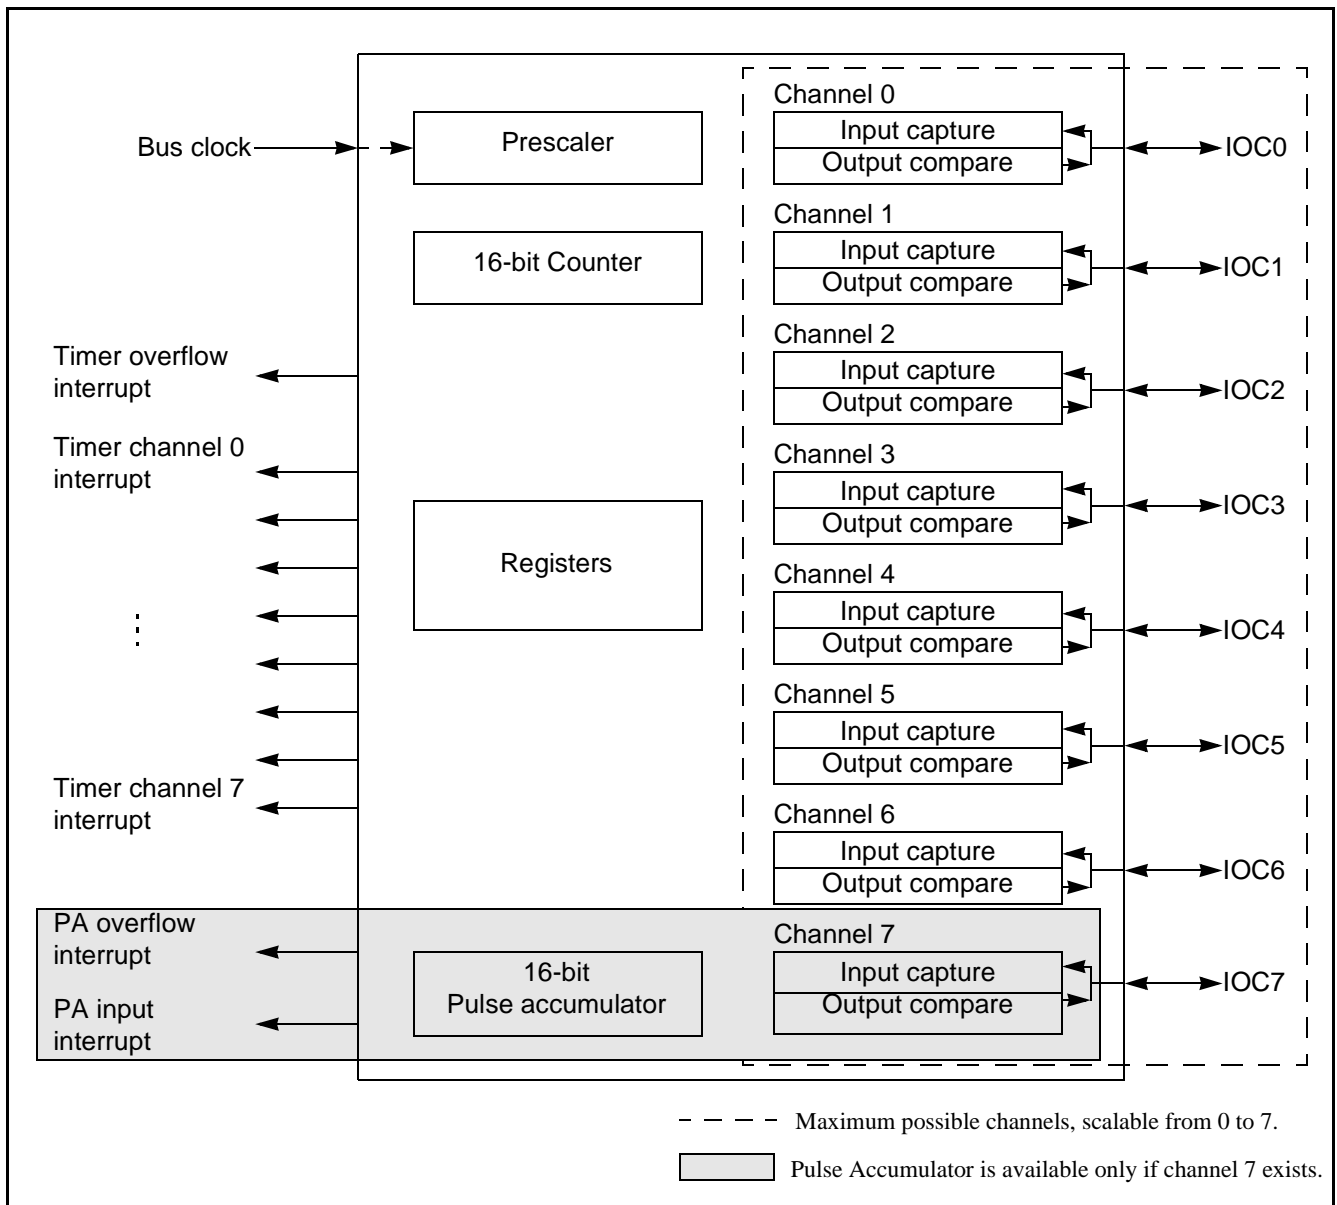 Channel 0
Bus clock
Prescaler
Input capture
Output compare
IOC0
Channel 1
16-bit Counter
Input capture
Output compare
IOC1
Channel 2
Timer overflow
interrupt
Input capture
Output compare
IOC2
Timer channel 0
interrupt
Channel 3
Input capture
Output compare
IOC3
Registers
Channel 4
Input capture
Output compare
IOC4
Channel 5
Input capture
Output compare
IOC5
Timer channel 7
interrupt
Channel 6
Input capture
Output compare
IOC6
PA overflow
interrupt
Channel 7
16-bit
Pulse accumulator
Input capture
Output compare
IOC7
PA input
interrupt
Maximum possible channels, scalable from 0 to 7.
Pulse Accumulator is available only if channel 7 exists.